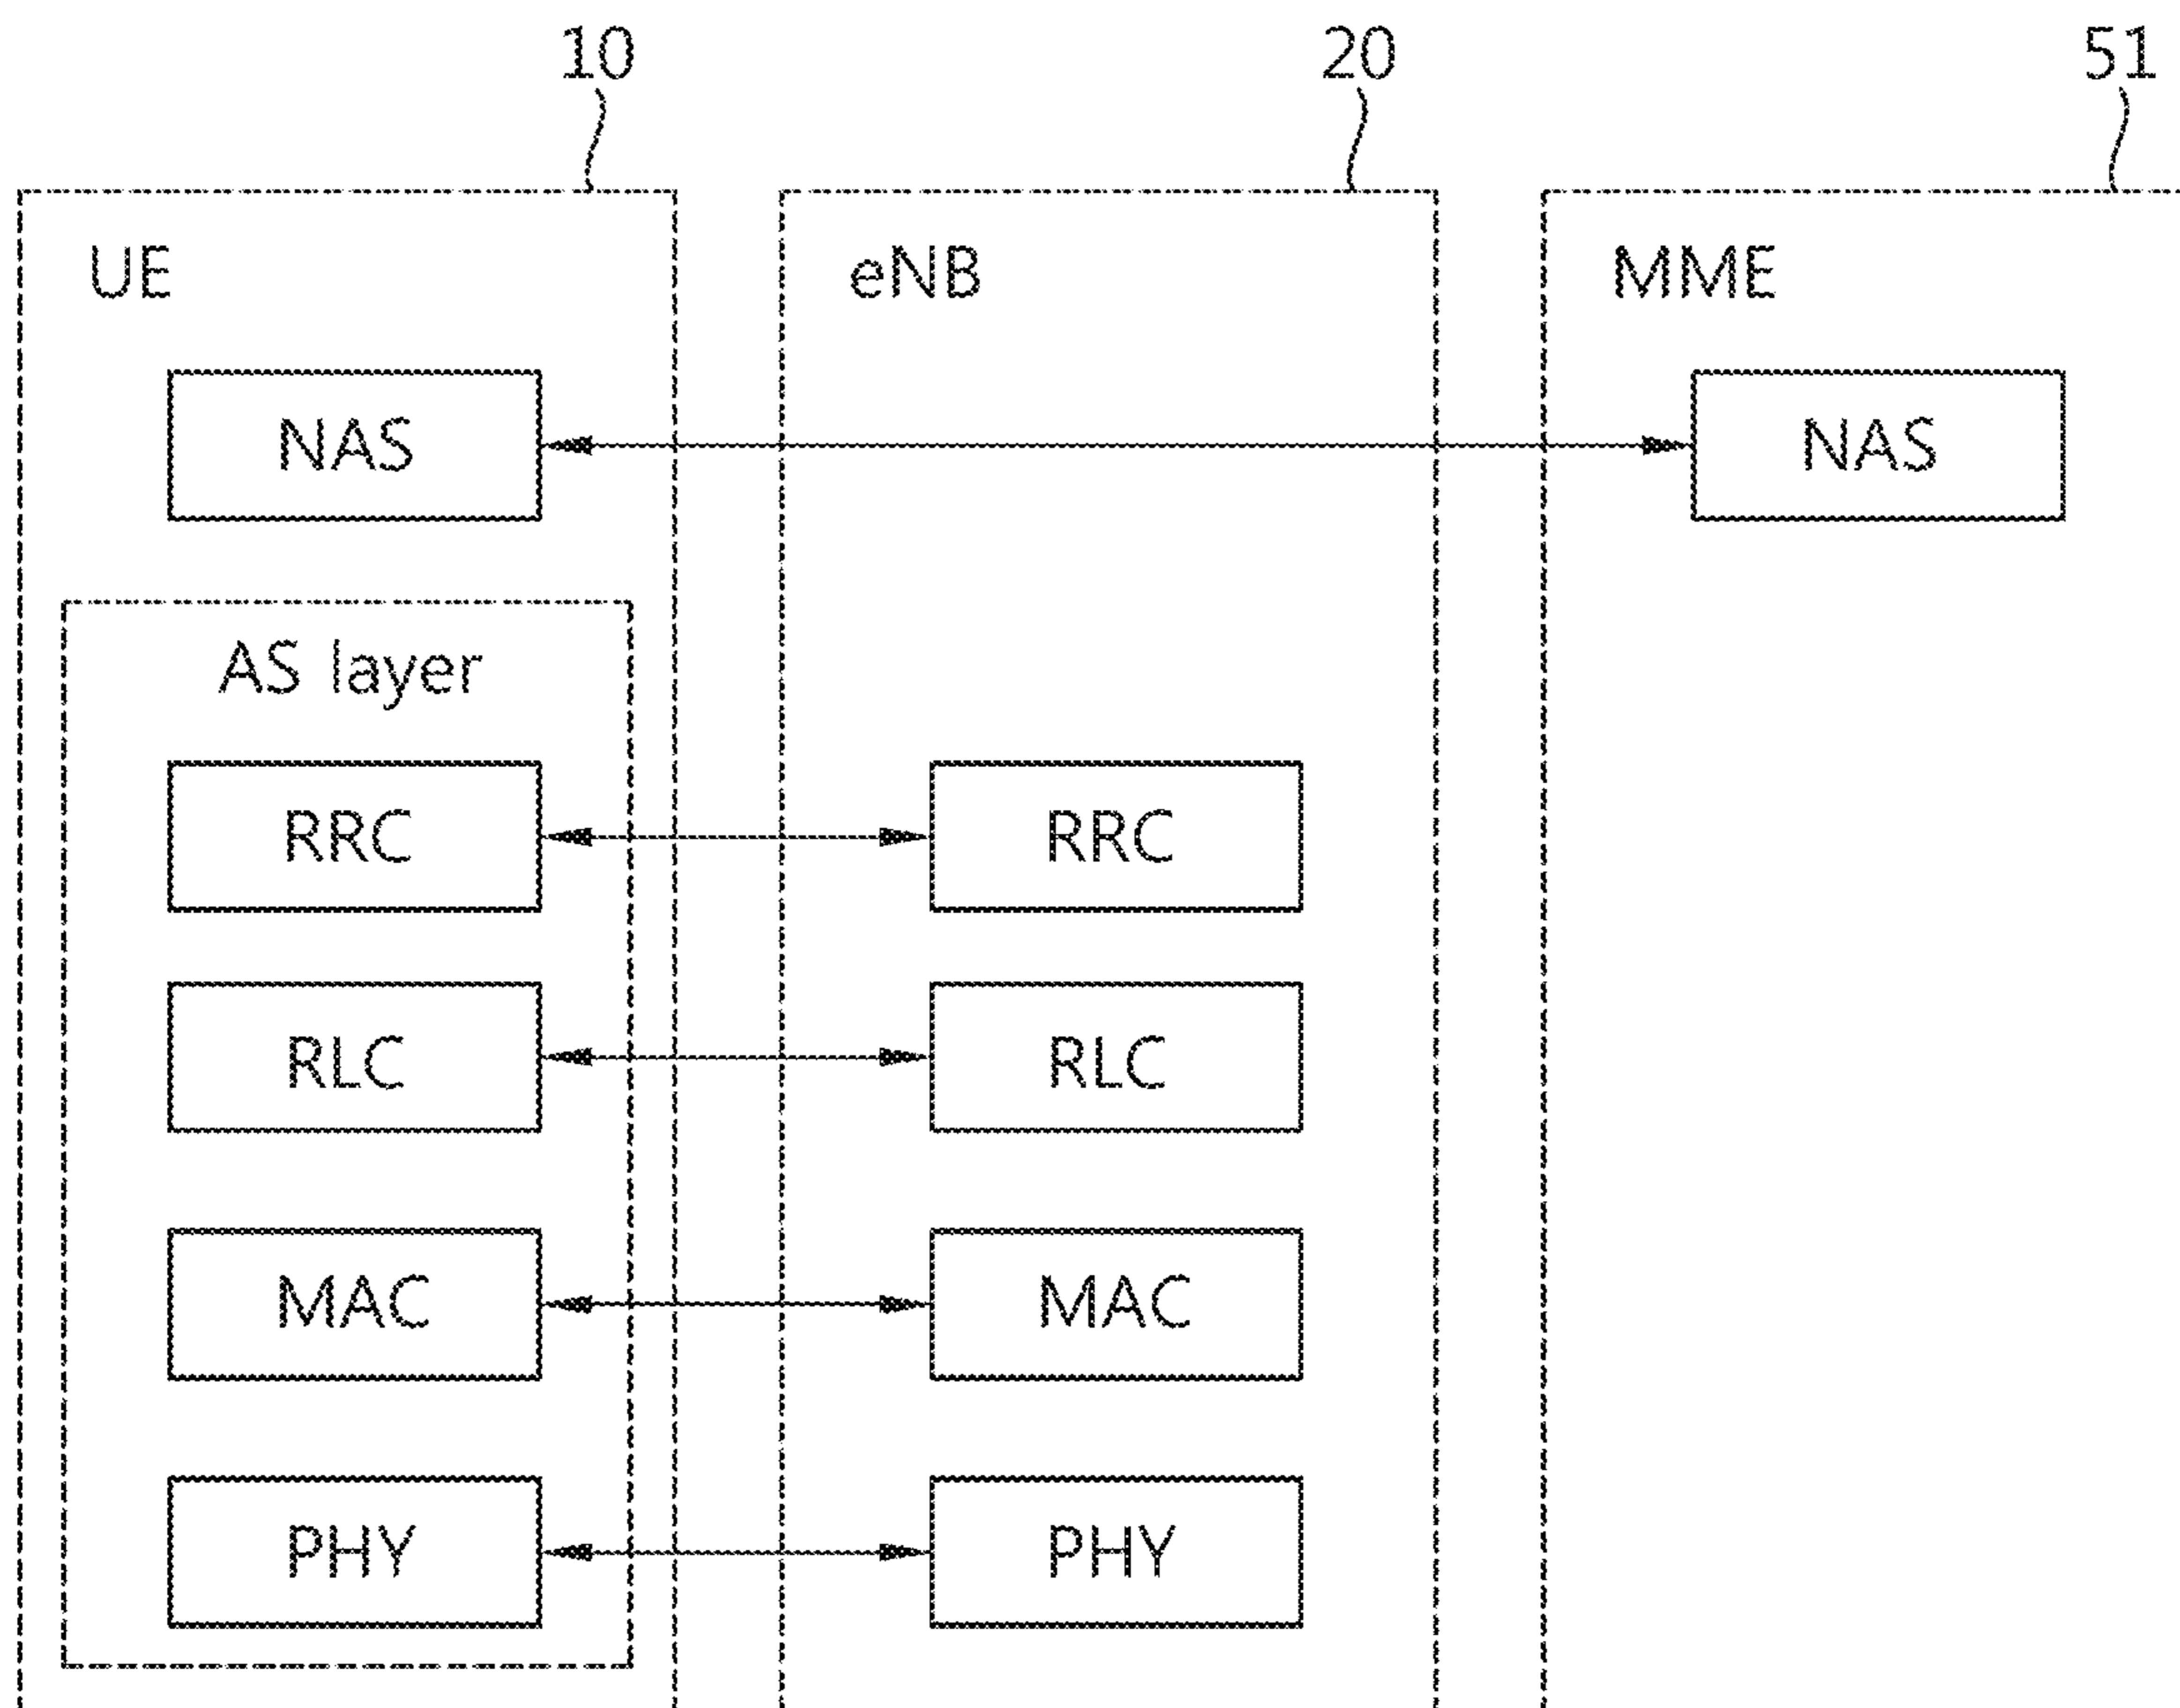 10 20 51
UE eNB MME
NAS NAS
AS layer
RRC RRC
RLC RLC
MAC MAC
PHY PHY